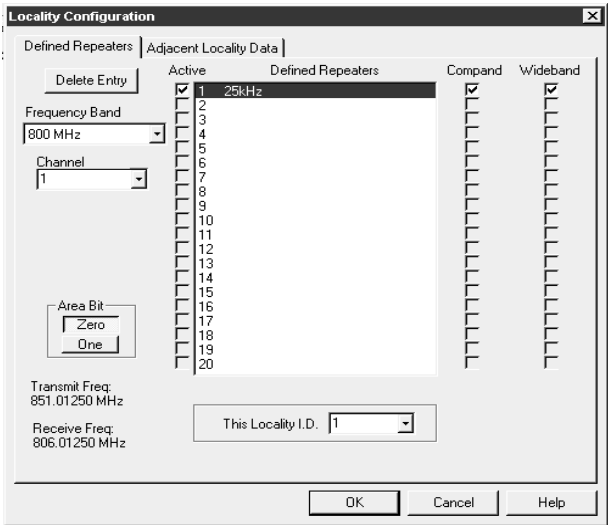 Locality Configuration
Defined Repeaters Adjacent Locality Data
Delete Entry
Frequency Band
800 MHz
Channel
1
Active Defined Repeaters Compand Wideband
1 25kHz
2
3
4
5
6
7
8
9
10
11
12
13
14
15
16
17
18
19
20
Area Bit
Zero
One
Transmit Freq:
851.01250 MHz
Receive Freq:
806.01250 MHz
This Locality I.D. 1
OK Cancel Help